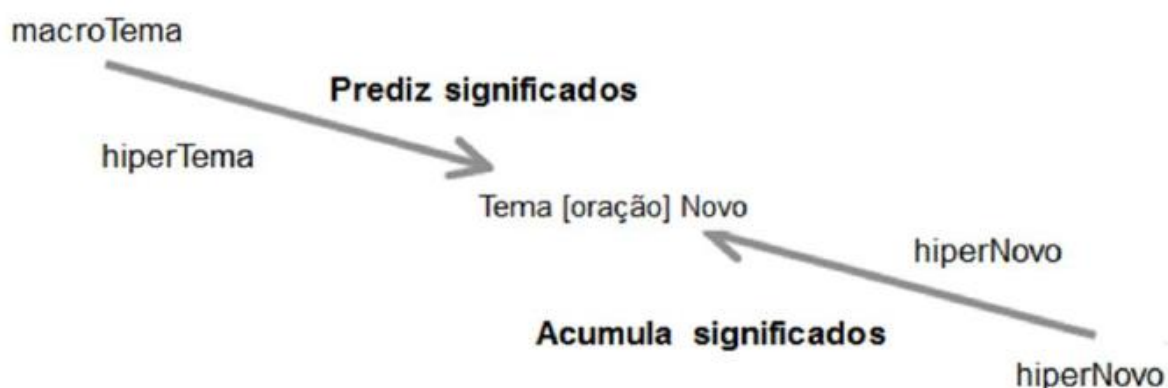 macroTema
Prediz significados
hiperTema
Tema [oração] Novo
hiperNovo
Acumula significados
hiperNovo